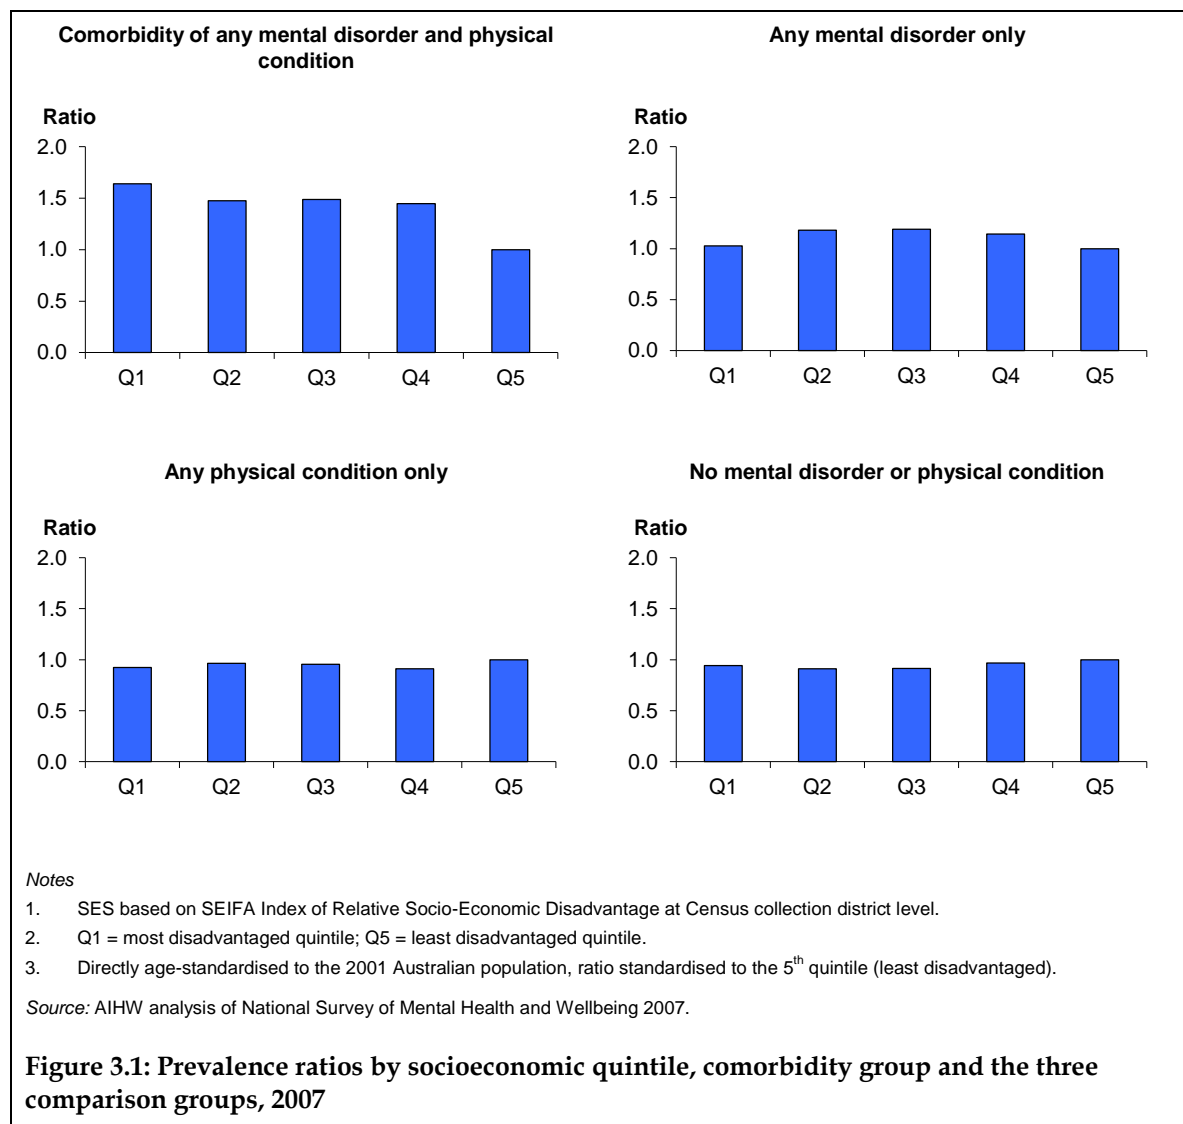 Comorbidity of any mental disorder and physical
condition
Ratio
2.0
1.5
1.0
0.5
0.0
Q1 Q2 Q3 Q4 Q5
Any mental disorder only
Ratio
2.0
1.5
1.0
0.5
0.0
Q1 Q2 Q3 Q4 Q5
Any physical condition only
Ratio
2.0
1.5
1.0
0.5
0.0
Q1 Q2 Q3 Q4 Q5
No mental disorder or physical condition
Ratio
2.0
1.5
1.0
0.5
0.0
Q1 Q2 Q3 Q4 Q5
Notes
1. SES based on SEIFA Index of Relative Socio-Economic Disadvantage at Census collection district level.
2. Q1 = most disadvantaged quintile; Q5 = least disadvantaged quintile.
3. Directly age-standardised to the 2001 Australian population, ratio standardised to the 5th quintile (least disadvantaged).
Source: AIHW analysis of National Survey of Mental Health and Wellbeing 2007.
Figure 3.1: Prevalence ratios by socioeconomic quintile, comorbidity group and the three
comparison groups, 2007